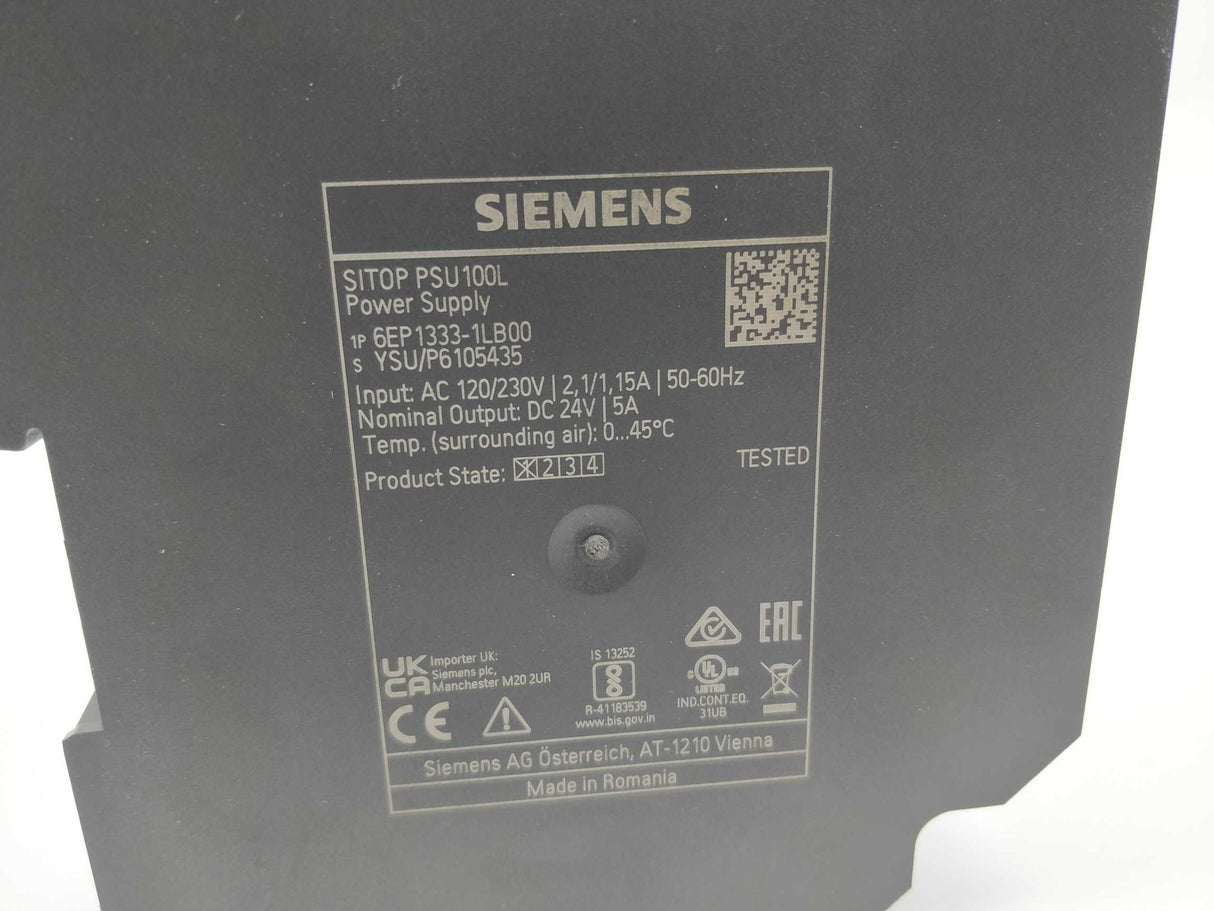 SIEMENS
SITOP PSU100L
Power Supply
1P 6EP1333-1LB00
S YSU/P6105435
Input: AC 120/230V | 2,1/1,15A | 50-60Hz
Nominal Output: DC 24V | 5A
Temp. (surrounding air): 0...45°C
Product State: 1 2 3 4
TESTED
EAC
UK CA
Importer UK:
Siemens plc,
Manchester M20 2UR
IS 13252
R-41183539
www.bis.gov.in
C UL US
LISTED
IND.CONT.EQ.
31UB
CE
Siemens AG Österreich, AT-1210 Vienna
Made in Romania